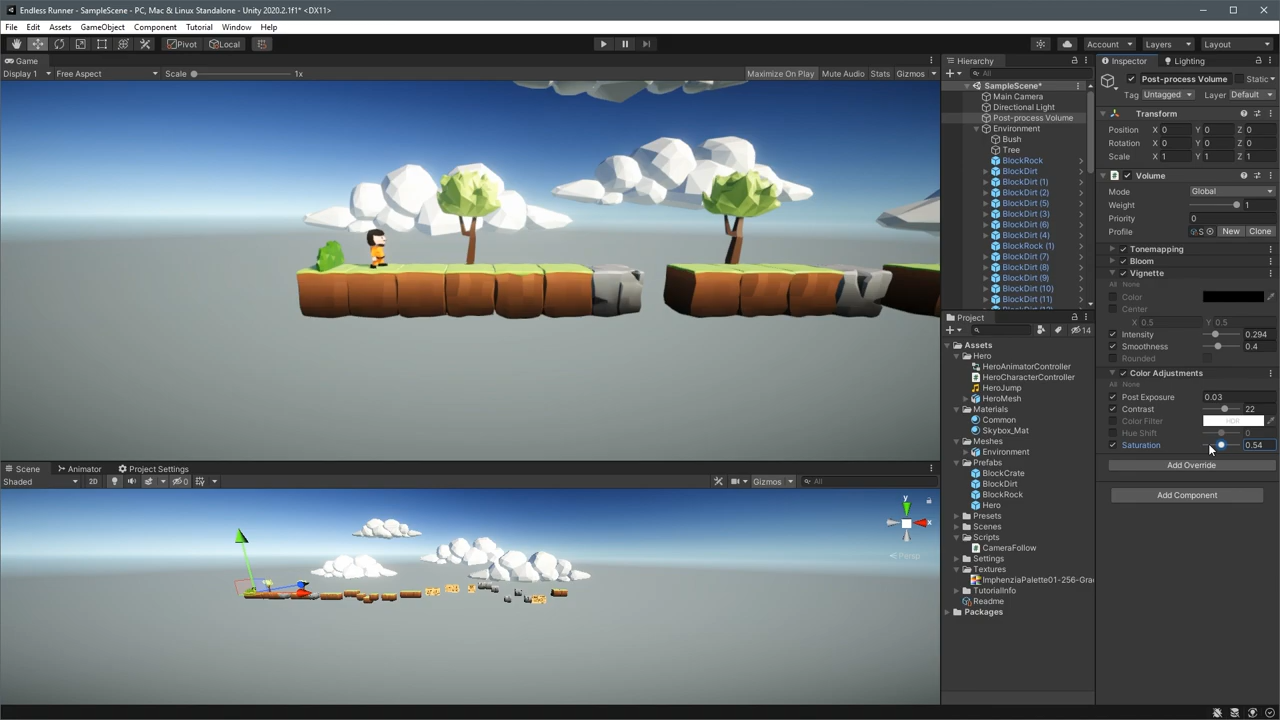 Endless Runner - SampleScene - PC, Mac & Linux Standalone - Unity 2020.2.1f1* <DX11>
File Edit Assets GameObject Component Tutorial Window Help
Pivot Local Account Layers Layout
Game
Display 1 Free Aspect Scale 1x Maximize On Play Mute Audio Stats Gizmos
Hierarchy
All
SampleScene*
Main Camera
Directional Light
Post-process Volume
Environment
Bush
Tree
BlockRock
BlockDirt
BlockDirt (1)
BlockDirt (2)
BlockDirt (5)
BlockDirt (3)
BlockDirt (6)
BlockDirt (4)
BlockRock (1)
BlockDirt (7)
BlockDirt (8)
BlockDirt (9)
BlockDirt (10)
BlockDirt (11)
Project
14
Assets
Hero
HeroAnimatorController
HeroCharacterController
HeroJump
HeroMesh
Materials
Common
Skybox_Mat
Meshes
Environment
Prefabs
BlockCrate
BlockDirt
BlockRock
Hero
Presets
Scenes
Scripts
CameraFollow
Settings
Textures
ImphenziaPalette01-256-Gra
TutorialInfo
Readme
Packages
Inspector Lighting
Post-process Volume Static
Tag Untagged Layer Default
Transform
Position X 0 Y 0 Z 0
Rotation X 0 Y 0 Z 0
Scale X 1 Y 1 Z 1
Volume
Mode Global
Weight 1
Priority 0
Profile S New Clone
Tonemapping
Bloom
Vignette
All None
Color
Center
X 0.5 Y 0.5
Intensity 0.294
Smoothness 0.4
Rounded
Color Adjustments
All None
Post Exposure 0.03
Contrast 22
Color Filter HDR
Hue Shift 0
Saturation 0.54
Add Override
Add Component
Scene Animator Project Settings
Shaded 2D 0 Gizmos All
y
x
Persp